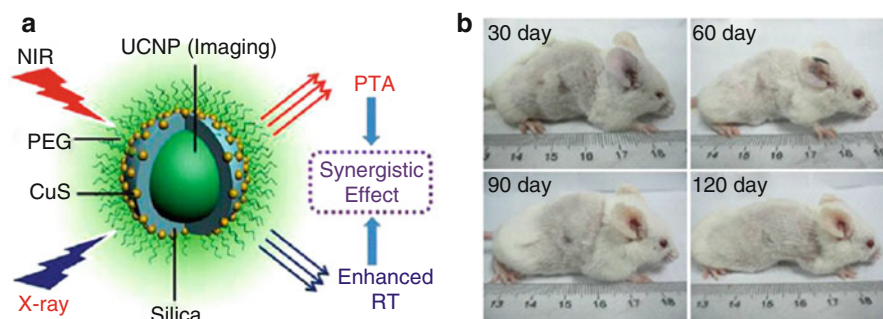 a
NIR
UCNP (Imaging)
PTA
PEG
CuS
Synergistic
Effect
X-ray
Silica
Enhanced
RT
b
30 day
14 15 16 17 18
60 day
13 14 15 16 17 18
90 day
13 14 15 16 17 18
120 day
13 14 15 16 17 18